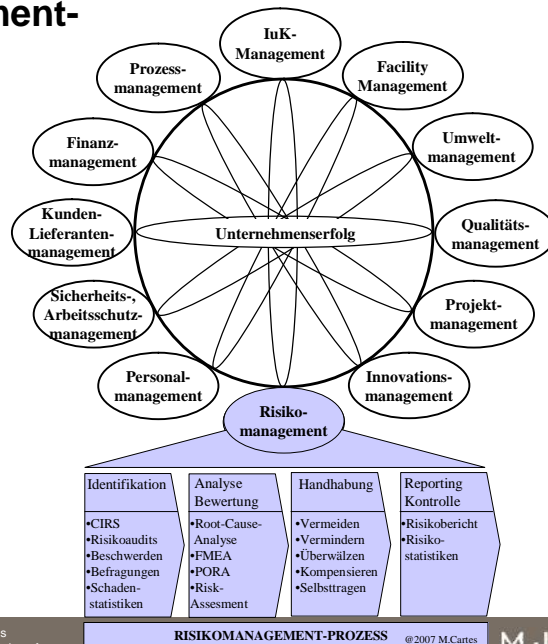 ment-
IuK-
Management
Prozess-
management
Facility
Management
Finanz-
management
Umwelt-
management
Kunden-
Lieferanten-
management
Unternehmenserfolg
Qualitäts-
management
Sicherheits-,
Arbeitsschutz-
management
Projekt-
management
Personal-
management
Innovations-
management
Risiko-
management
Identifikation
•CIRS
•Risikoaudits
•Beschwerden
•Befragungen
•Schaden-
statistiken
Analyse
Bewertung
•Root-Cause-
Analyse
•FMEA
•PORA
•Risk-
Assesment
Handhabung
•Vermeiden
•Vermindern
•Überwälzen
•Kompensieren
•Selbsttragen
Reporting
Kontrolle
•Risikobericht
•Risiko-
statistiken
RISIKOMANAGEMENT-PROZESS @2007 M.Cartes